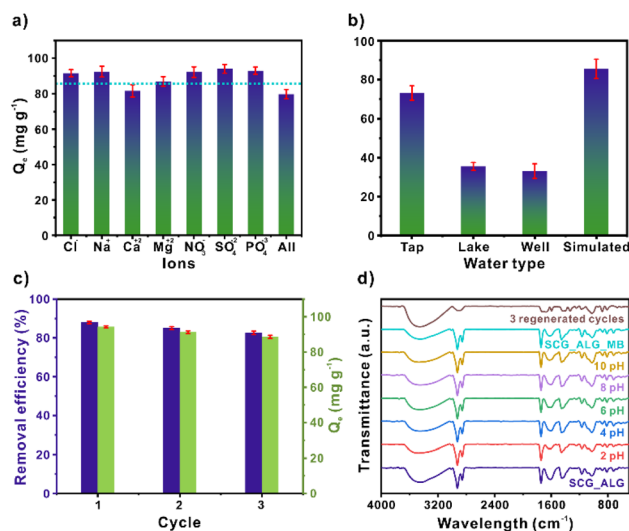 a)
Qe (mg g-1)
100
80
60
40
20
0
Cl- Na+ Ca+2 Mg+2 NO3- SO4-2 PO4-3 All
Ions
b)
Qe (mg g-1)
100
80
60
40
20
0
Tap Lake Well Simulated
Water type
c)
Removal efficiency (%)
100
80
60
40
20
0
1 2 3
Cycle
100
80
60
40
20
0
Qe (mg g-1)
d)
Transmittance (a.u.)
3 regenerated cycles
SCG_ALG_MB
10 pH
8 pH
6 pH
4 pH
2 pH
SCG_ALG
4000 3200 2400 1600 800
Wavelength (cm-1)